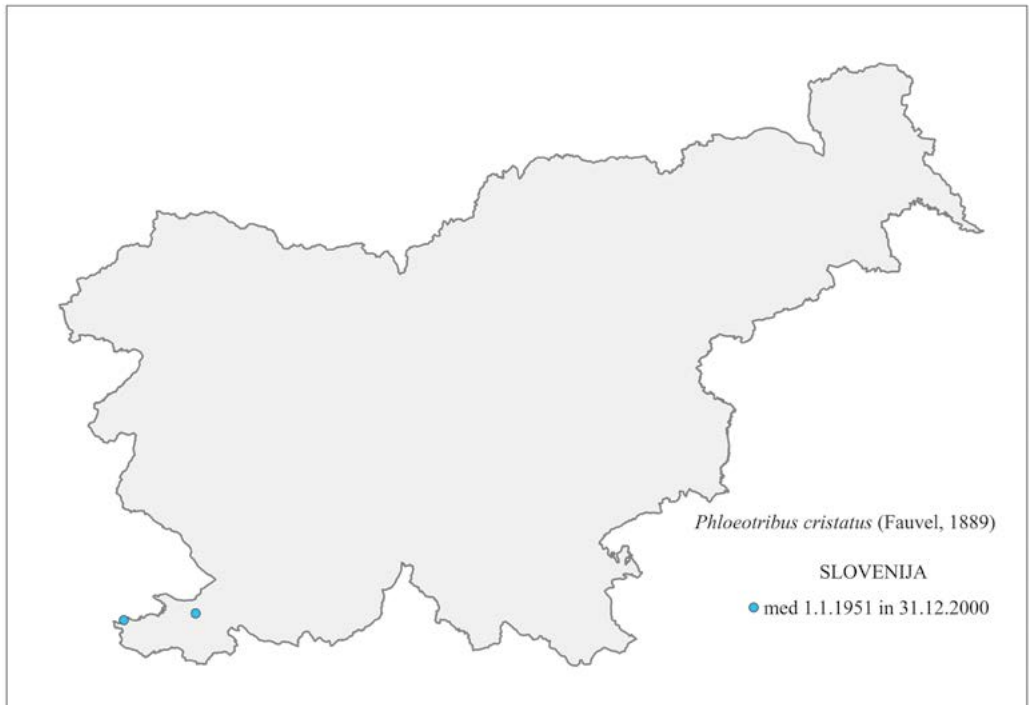 Phloeotribus cristatus (Fauvel, 1889)
SLOVENIJA
med 1.1.1951 in 31.12.2000